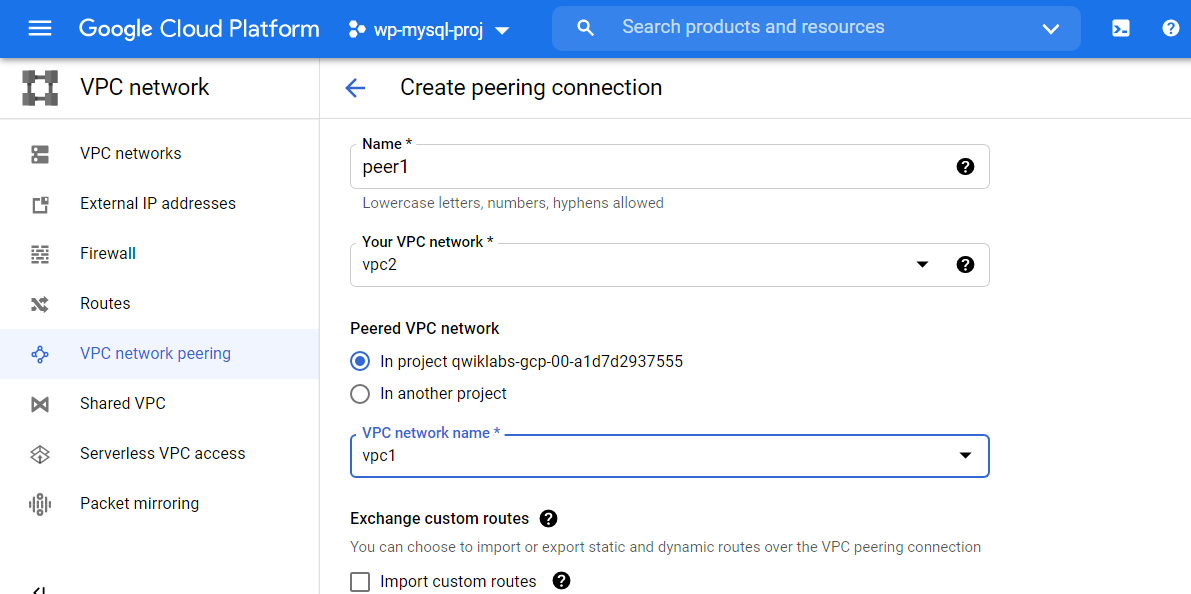 Google Cloud Platform
wp-mysql-proj
Search products and resources
VPC network
Create peering connection
VPC networks
External IP addresses
Firewall
Routes
VPC network peering
Shared VPC
Serverless VPC access
Packet mirroring
Name *
peer1
Lowercase letters, numbers, hyphens allowed
Your VPC network *
vpc2
Peered VPC network
In project qwiklabs-gcp-00-a1d7d2937555
In another project
VPC network name *
vpc1
Exchange custom routes
You can choose to import or export static and dynamic routes over the VPC peering connection
Import custom routes